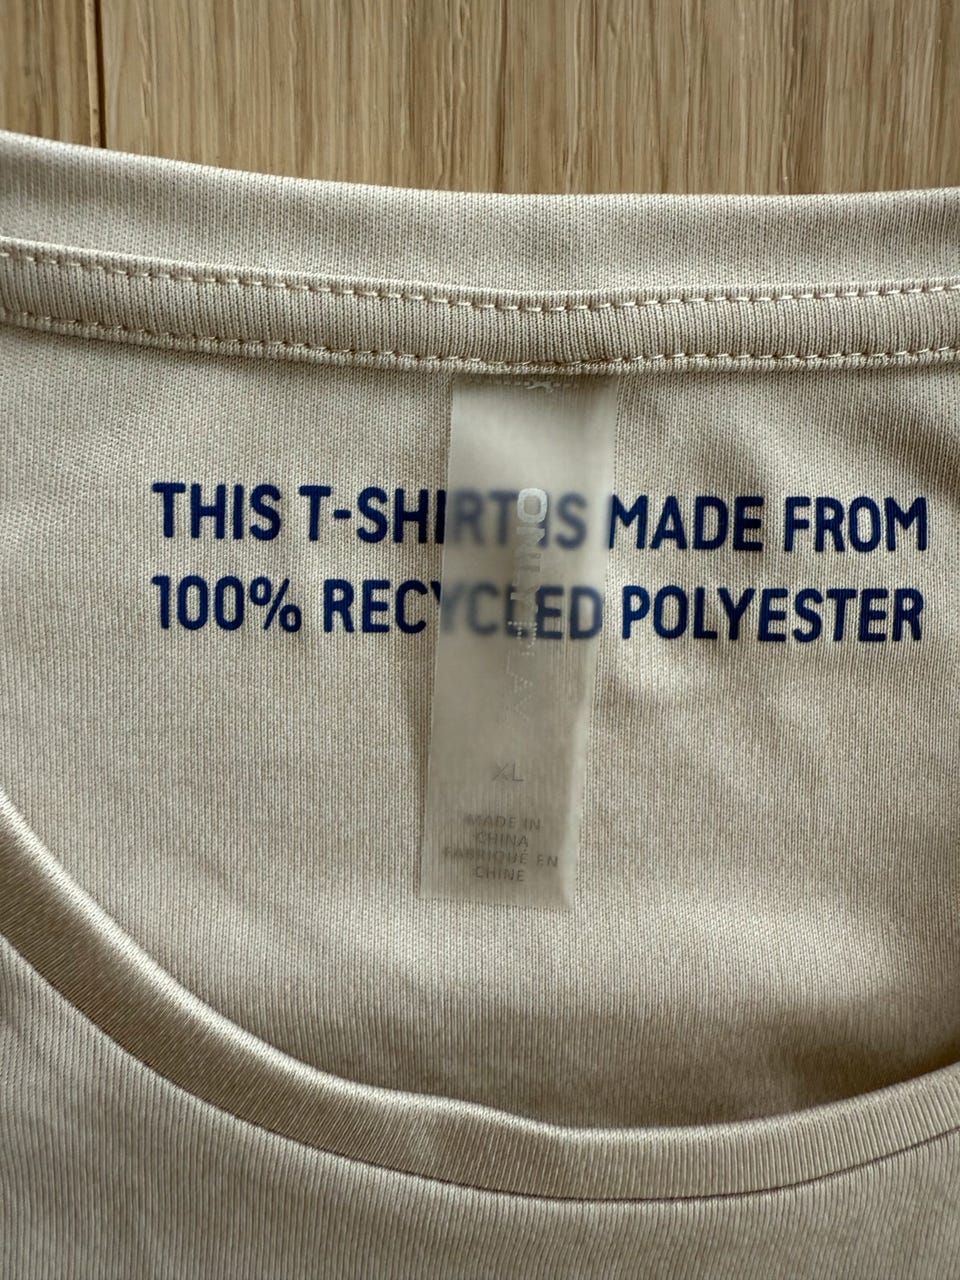 THIS T-SHIRT IS MADE FROM
100% RECYCLED POLYESTER
ONLY PLAY
XL
MADE IN
CHINA
FABRIQUÉ EN
CHINE